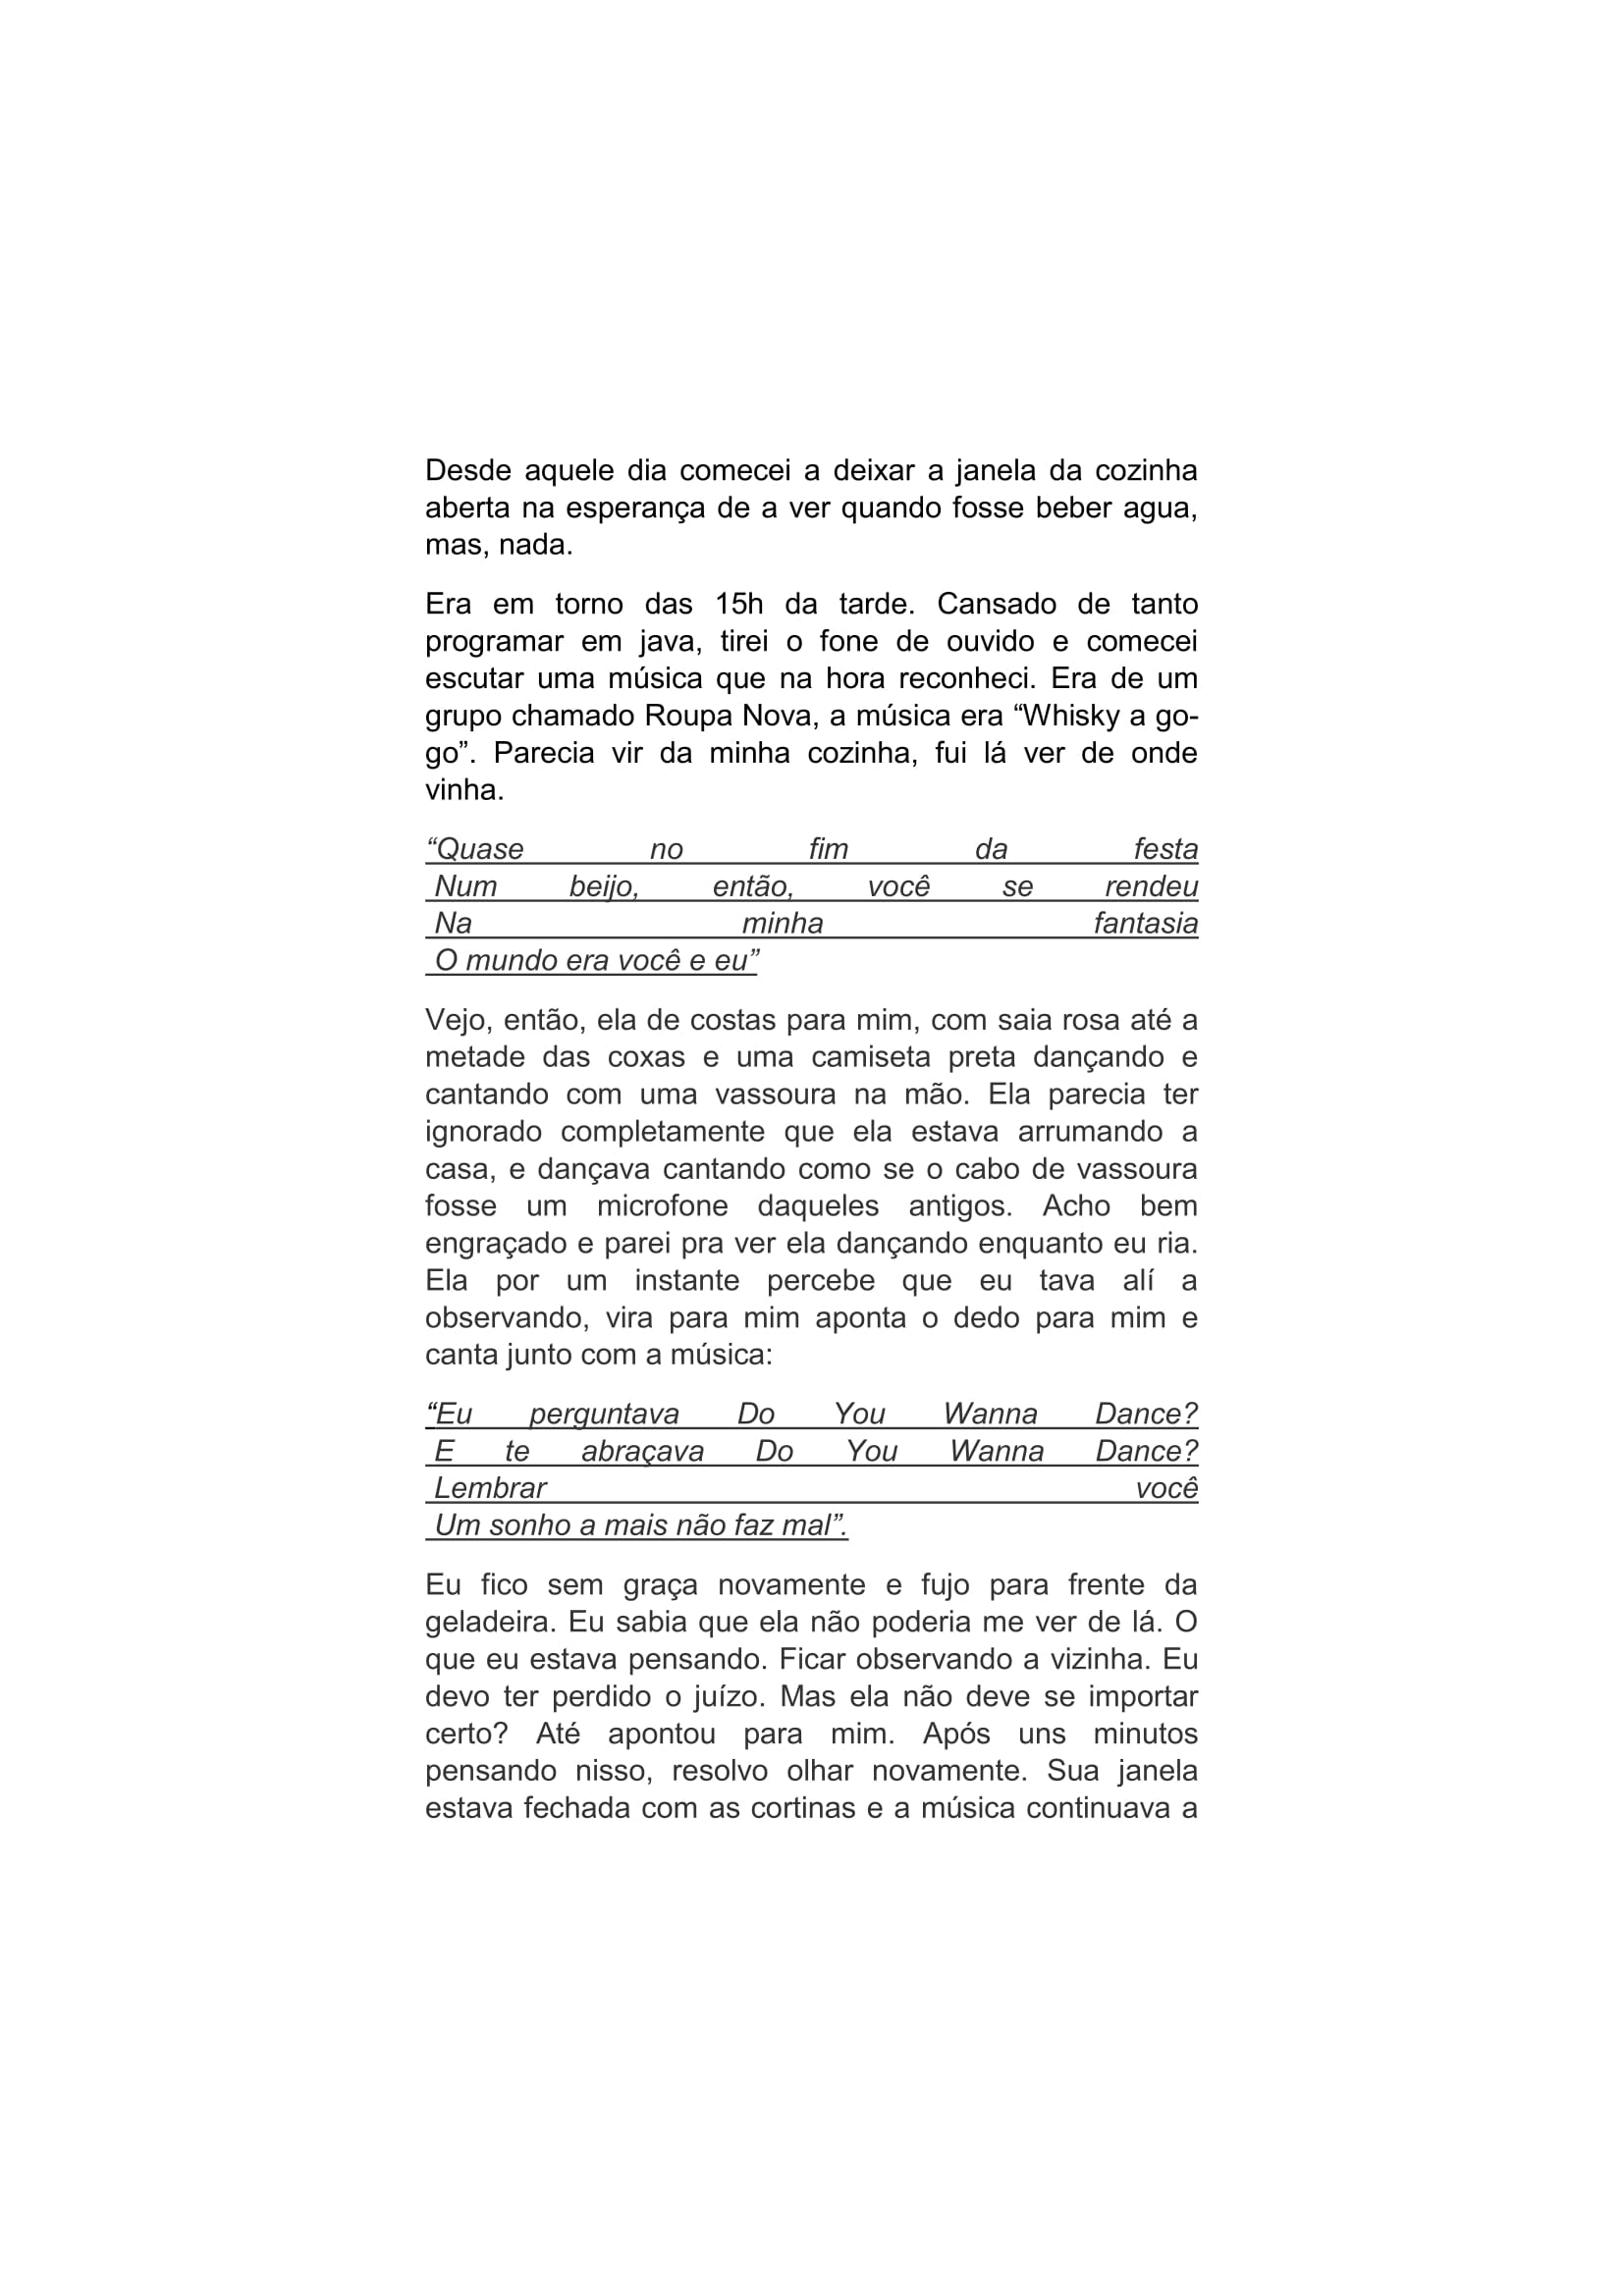 Desde aquele dia comecei a deixar a janela da cozinha
aberta na esperança de a ver quando fosse beber agua,
mas, nada.
Era em torno das 15h da tarde. Cansado de tanto
programar em java, tirei o fone de ouvido e comecei
escutar uma música que na hora reconheci. Era de um
grupo chamado Roupa Nova, a música era “Whisky a go-
go”. Parecia vir da minha cozinha, fui lá ver de onde
vinha.
“Quase no fim da festa
Num beijo, então, você se rendeu
Na minha fantasia
O mundo era você e eu”
Vejo, então, ela de costas para mim, com saia rosa até a
metade das coxas e uma camiseta preta dançando e
cantando com uma vassoura na mão. Ela parecia ter
ignorado completamente que ela estava arrumando a
casa, e dançava cantando como se o cabo de vassoura
fosse um microfone daqueles antigos. Acho bem
engraçado e parei pra ver ela dançando enquanto eu ria.
Ela por um instante percebe que eu tava alí a
observando, vira para mim aponta o dedo para mim e
canta junto com a música:
“Eu perguntava Do You Wanna Dance?
E te abraçava Do You Wanna Dance?
Lembrar você
Um sonho a mais não faz mal”.
Eu fico sem graça novamente e fujo para frente da
geladeira. Eu sabia que ela não poderia me ver de lá. O
que eu estava pensando. Ficar observando a vizinha. Eu
devo ter perdido o juízo. Mas ela não deve se importar
certo? Até apontou para mim. Após uns minutos
pensando nisso, resolvo olhar novamente. Sua janela
estava fechada com as cortinas e a música continuava a